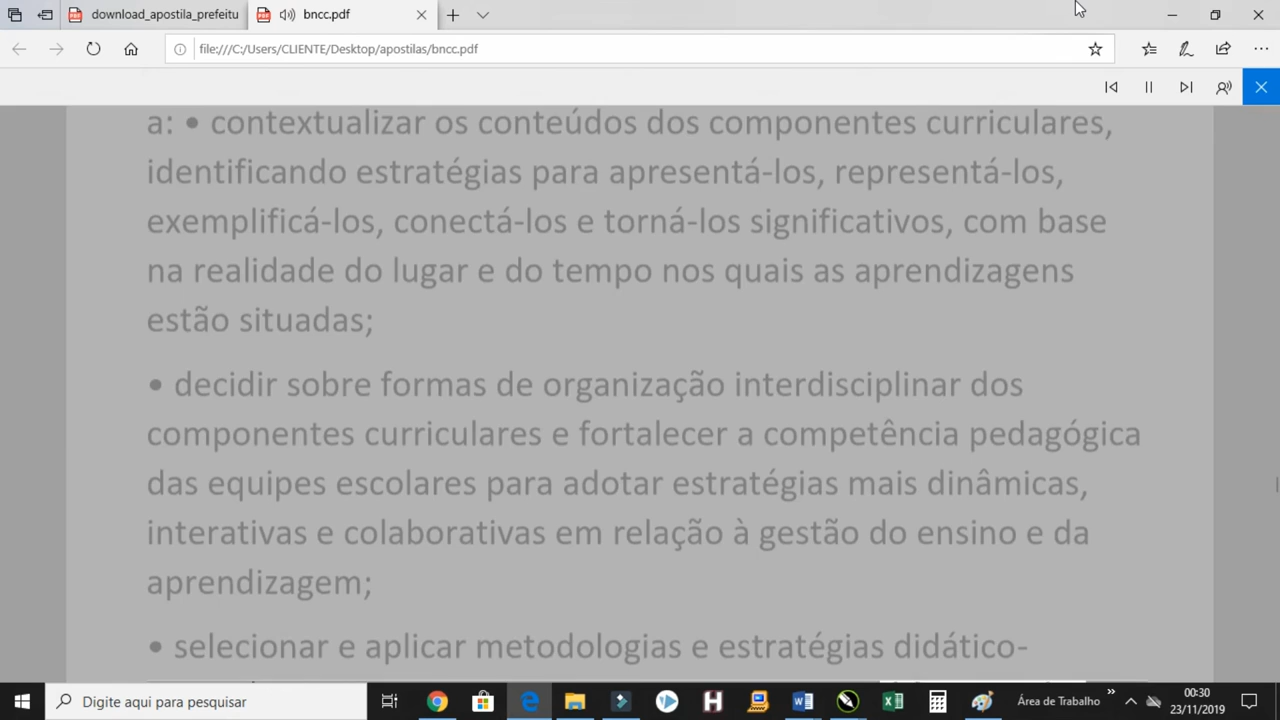 download_apostila_prefeitu
bncc.pdf
file:///C:/Users/CLIENTE/Desktop/apostilas/bncc.pdf
a: • contextualizar os conteúdos dos componentes curriculares,
identificando estratégias para apresentá-los, representá-los,
exemplificá-los, conectá-los e torná-los significativos, com base
na realidade do lugar e do tempo nos quais as aprendizagens
estão situadas;
• decidir sobre formas de organização interdisciplinar dos
componentes curriculares e fortalecer a competência pedagógica
das equipes escolares para adotar estratégias mais dinâmicas,
interativas e colaborativas em relação à gestão do ensino e da
aprendizagem;
• selecionar e aplicar metodologias e estratégias didático-
Digite aqui para pesquisar
Área de Trabalho
00:30
23/11/2019